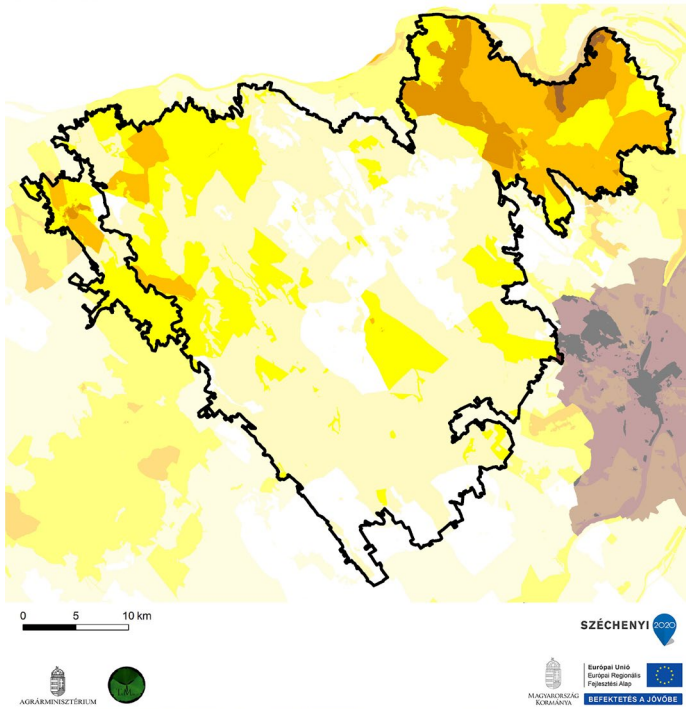 0 5 10 km
SZÉCHENYI 2020
AGRÁRMINISZTÉRIUM
MAGYARORSZÁG
KORMÁNYA
Európai Unió
Európai Regionális
Fejlesztési Alap
BEFEKTETÉS A JÖVŐBE